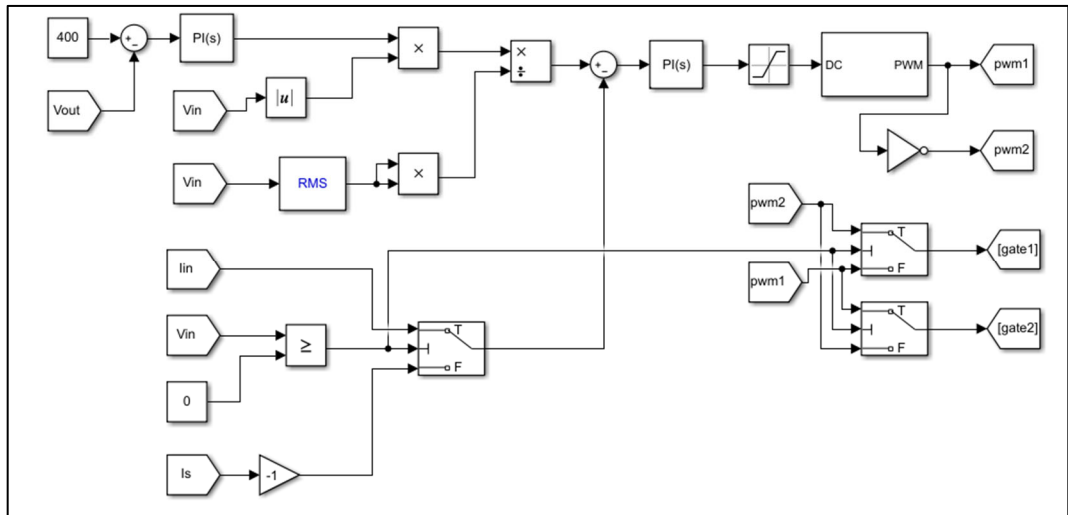 400
+
−
PI(s)
×
×
÷
+
−
PI(s)
DC
PWM
pwm1
Vout
Vin
|u|
pwm2
Vin
RMS
×
pwm2
T
F
[gate1]
Iin
pwm1
Vin
≥
T
F
T
F
[gate2]
0
Is
-1